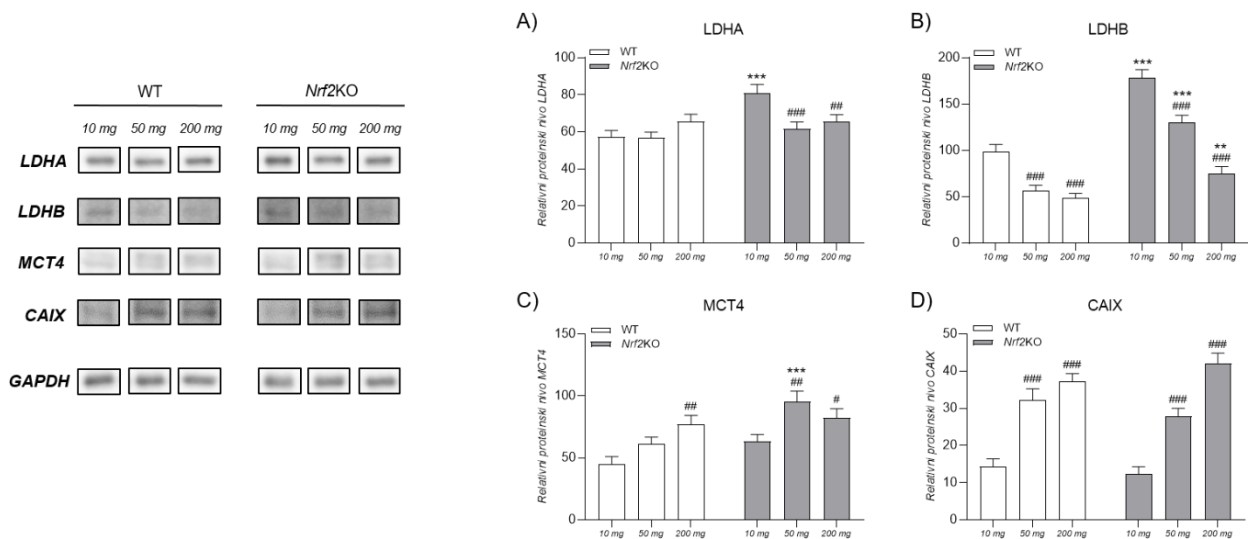 WT
Nrf2KO
10 mg 50 mg 200 mg
10 mg 50 mg 200 mg
LDHA
LDHB
MCT4
CAIX
GAPDH
A)
LDHA
WT
Nrf2KO
Relativni proteinski nivo LDHA
100
80
60
40
20
0
***
###
##
10 mg 50 mg 200 mg
10 mg 50 mg 200 mg
B)
LDHB
WT
Nrf2KO
Relativni proteinski nivo LDHB
200
150
100
50
0
###
###
***
***
###
**
###
10 mg 50 mg 200 mg
10 mg 50 mg 200 mg
C)
MCT4
WT
Nrf2KO
Relativni proteinski nivo MCT4
150
100
50
0
##
***
##
#
10 mg 50 mg 200 mg
10 mg 50 mg 200 mg
D)
CAIX
WT
Nrf2KO
Relativni proteinski nivo CAIX
50
40
30
20
10
0
###
###
###
###
10 mg 50 mg 200 mg
10 mg 50 mg 200 mg